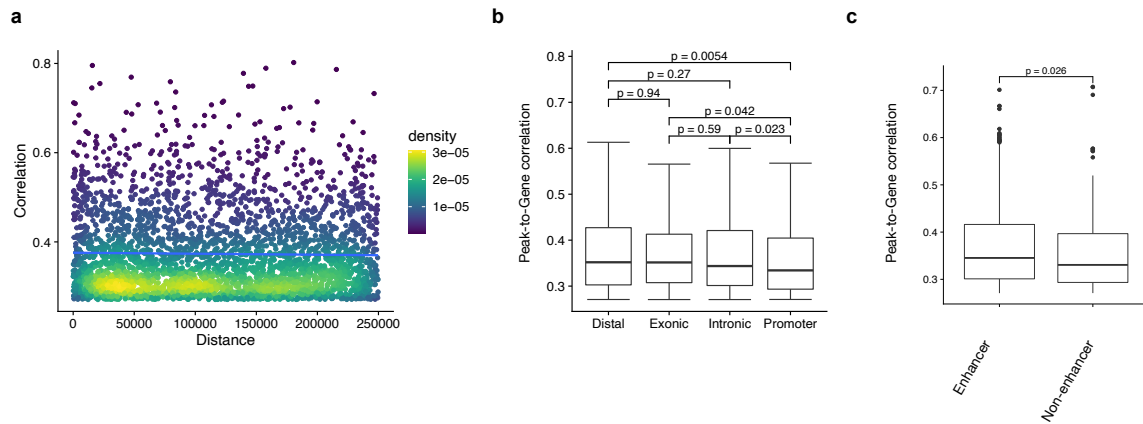 a
Correlation
0.8
0.6
0.4
0
50000
100000
150000
200000
250000
Distance
density
3e−05
2e−05
1e−05
b
Peak-to-Gene correlation
0.8
0.7
0.6
0.5
0.4
0.3
p = 0.0054
p = 0.27
p = 0.94
p = 0.042
p = 0.59
p = 0.023
Distal
Exonic
Intronic
Promoter
c
Peak-to-Gene correlation
0.7
0.6
0.5
0.4
0.3
p = 0.026
Enhancer
Non-enhancer